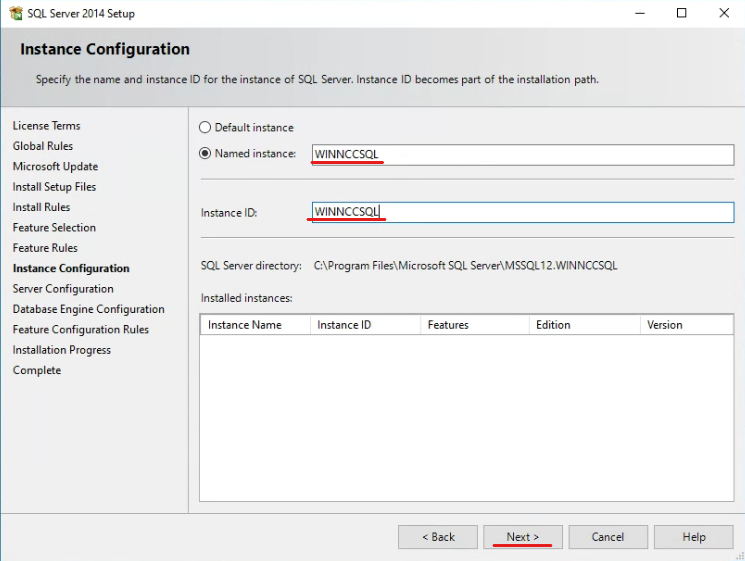 SQL Server 2014 Setup
Instance Configuration
Specify the name and instance ID for the instance of SQL Server. Instance ID becomes part of the installation path.
License Terms
Global Rules
Microsoft Update
Install Setup Files
Install Rules
Feature Selection
Feature Rules
Instance Configuration
Server Configuration
Database Engine Configuration
Feature Configuration Rules
Installation Progress
Complete
Default instance
Named instance: WINNCCSQL
Instance ID: WINNCCSQL
SQL Server directory: C:\Program Files\Microsoft SQL Server\MSSQL12.WINNCCSQL
Installed instances:
Instance Name Instance ID Features Edition Version
< Back Next > Cancel Help